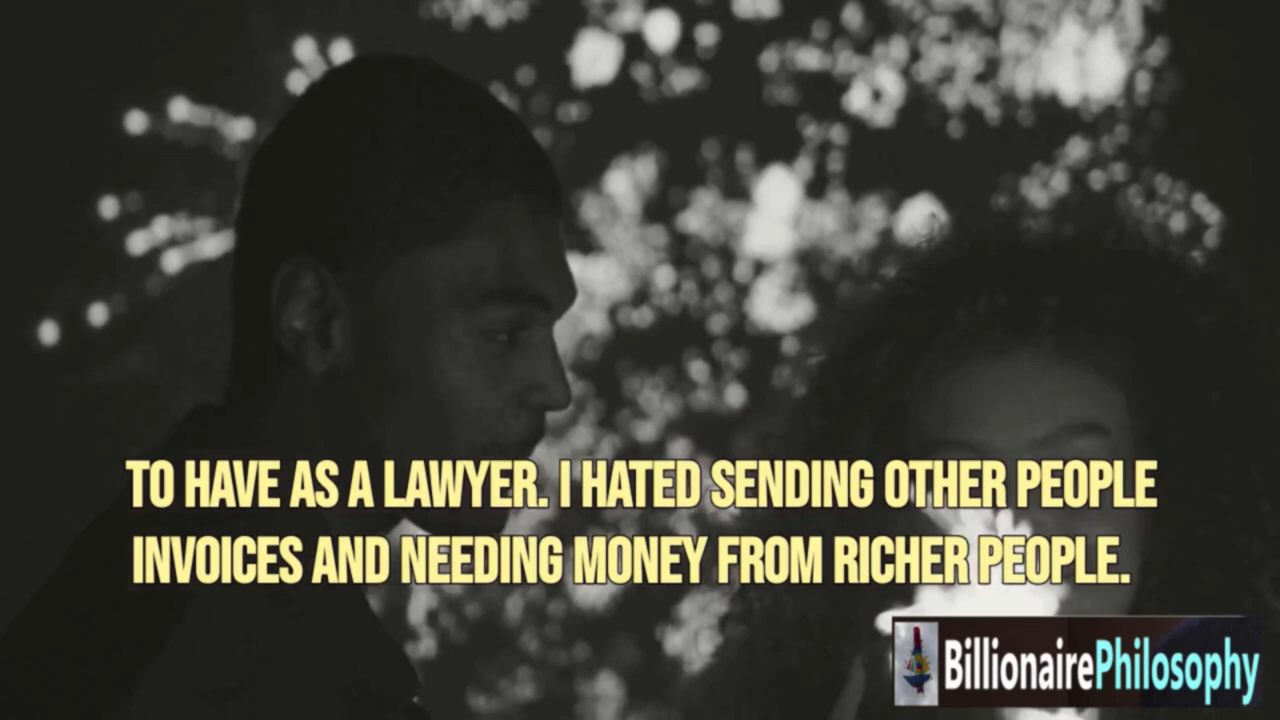 TO HAVE AS A LAWYER. I HATED SENDING OTHER PEOPLE
INVOICES AND NEEDING MONEY FROM RICHER PEOPLE.
BillionairePhilosophy